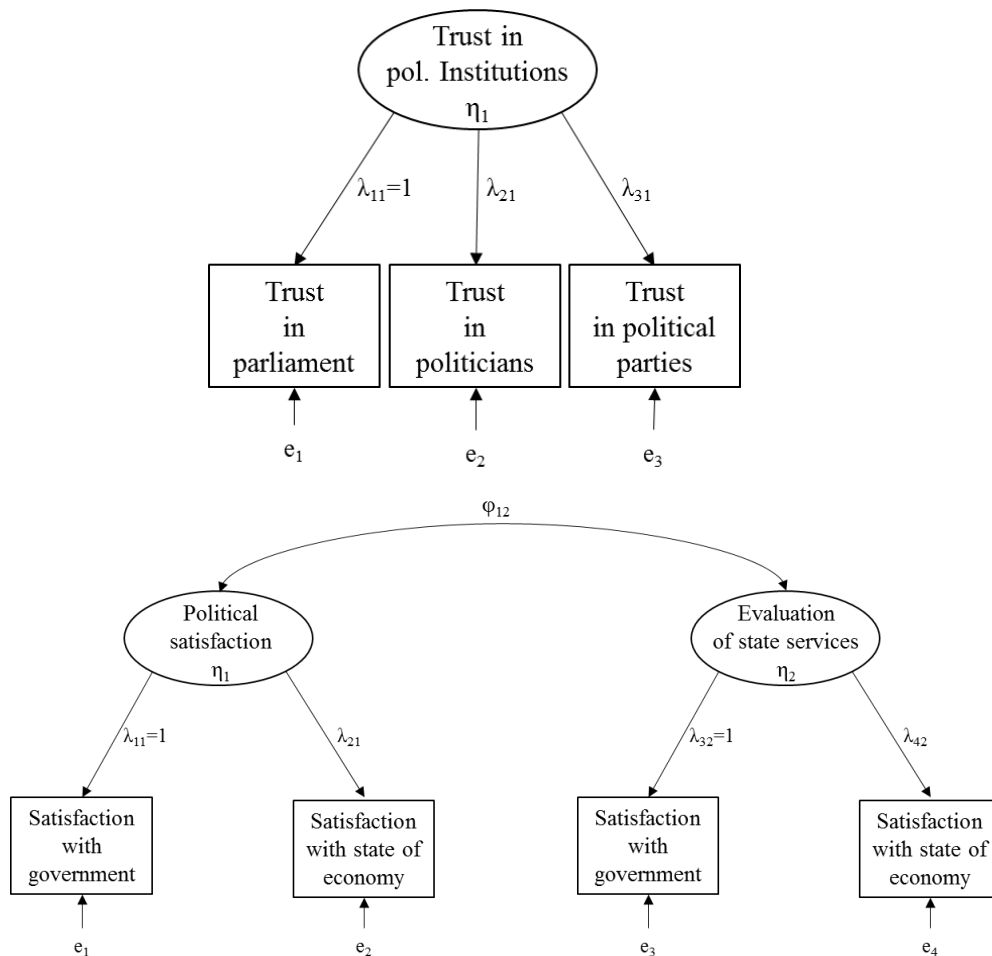 Trust in
pol. Institutions
η₁
λ₁₁=1
λ₂₁
λ₃₁
Trust
in
parliament
Trust
in
politicians
Trust
in political
parties
e₁
e₂
e₃
φ₁₂
Political
satisfaction
η₁
Evaluation
of state services
η₂
λ₁₁=1
λ₂₁
λ₃₂=1
λ₄₂
Satisfaction
with
government
Satisfaction
with state of
economy
Satisfaction
with
government
Satisfaction
with state of
economy
e₁
e₂
e₃
e₄